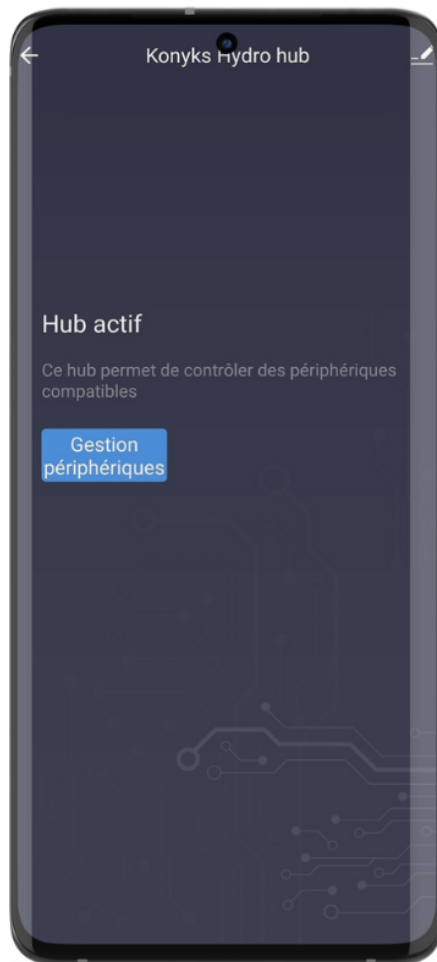 Konyks Hydro hub
Hub actif
Ce hub permet de contrôler des périphériques
compatibles
Gestion
périphériques